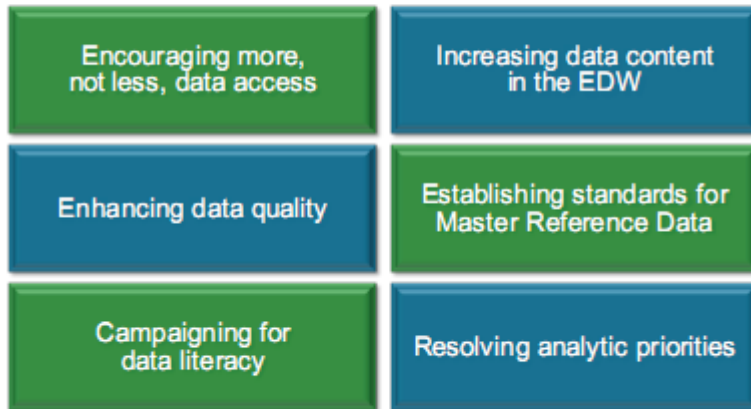 Encouraging more,
not less, data access
Increasing data content
in the EDW
Enhancing data quality
Establishing standards for
Master Reference Data
Campaigning for
data literacy
Resolving analytic priorities